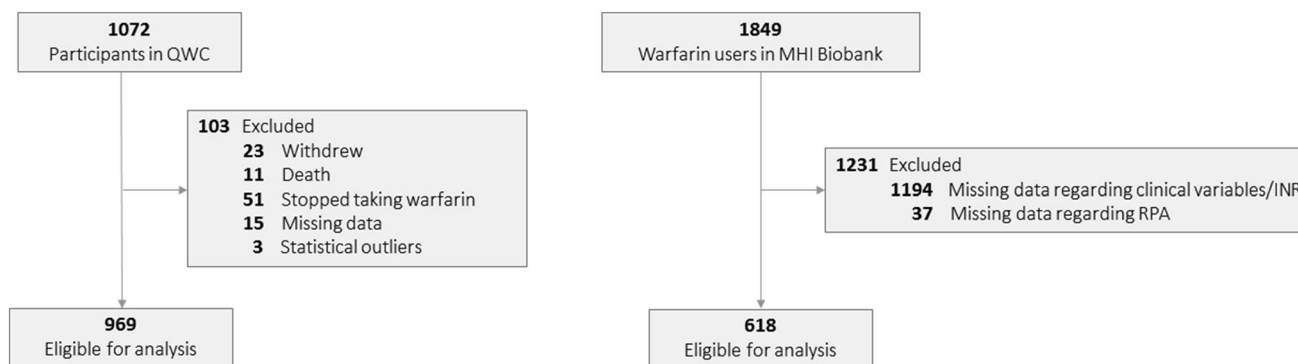 1072
Participants in QWC
103 Excluded
23 Withdrew
11 Death
51 Stopped taking warfarin
15 Missing data
3 Statistical outliers
969
Eligible for analysis
1849
Warfarin users in MHI Biobank
1231 Excluded
1194 Missing data regarding clinical variables/INR
37 Missing data regarding RPA
618
Eligible for analysis